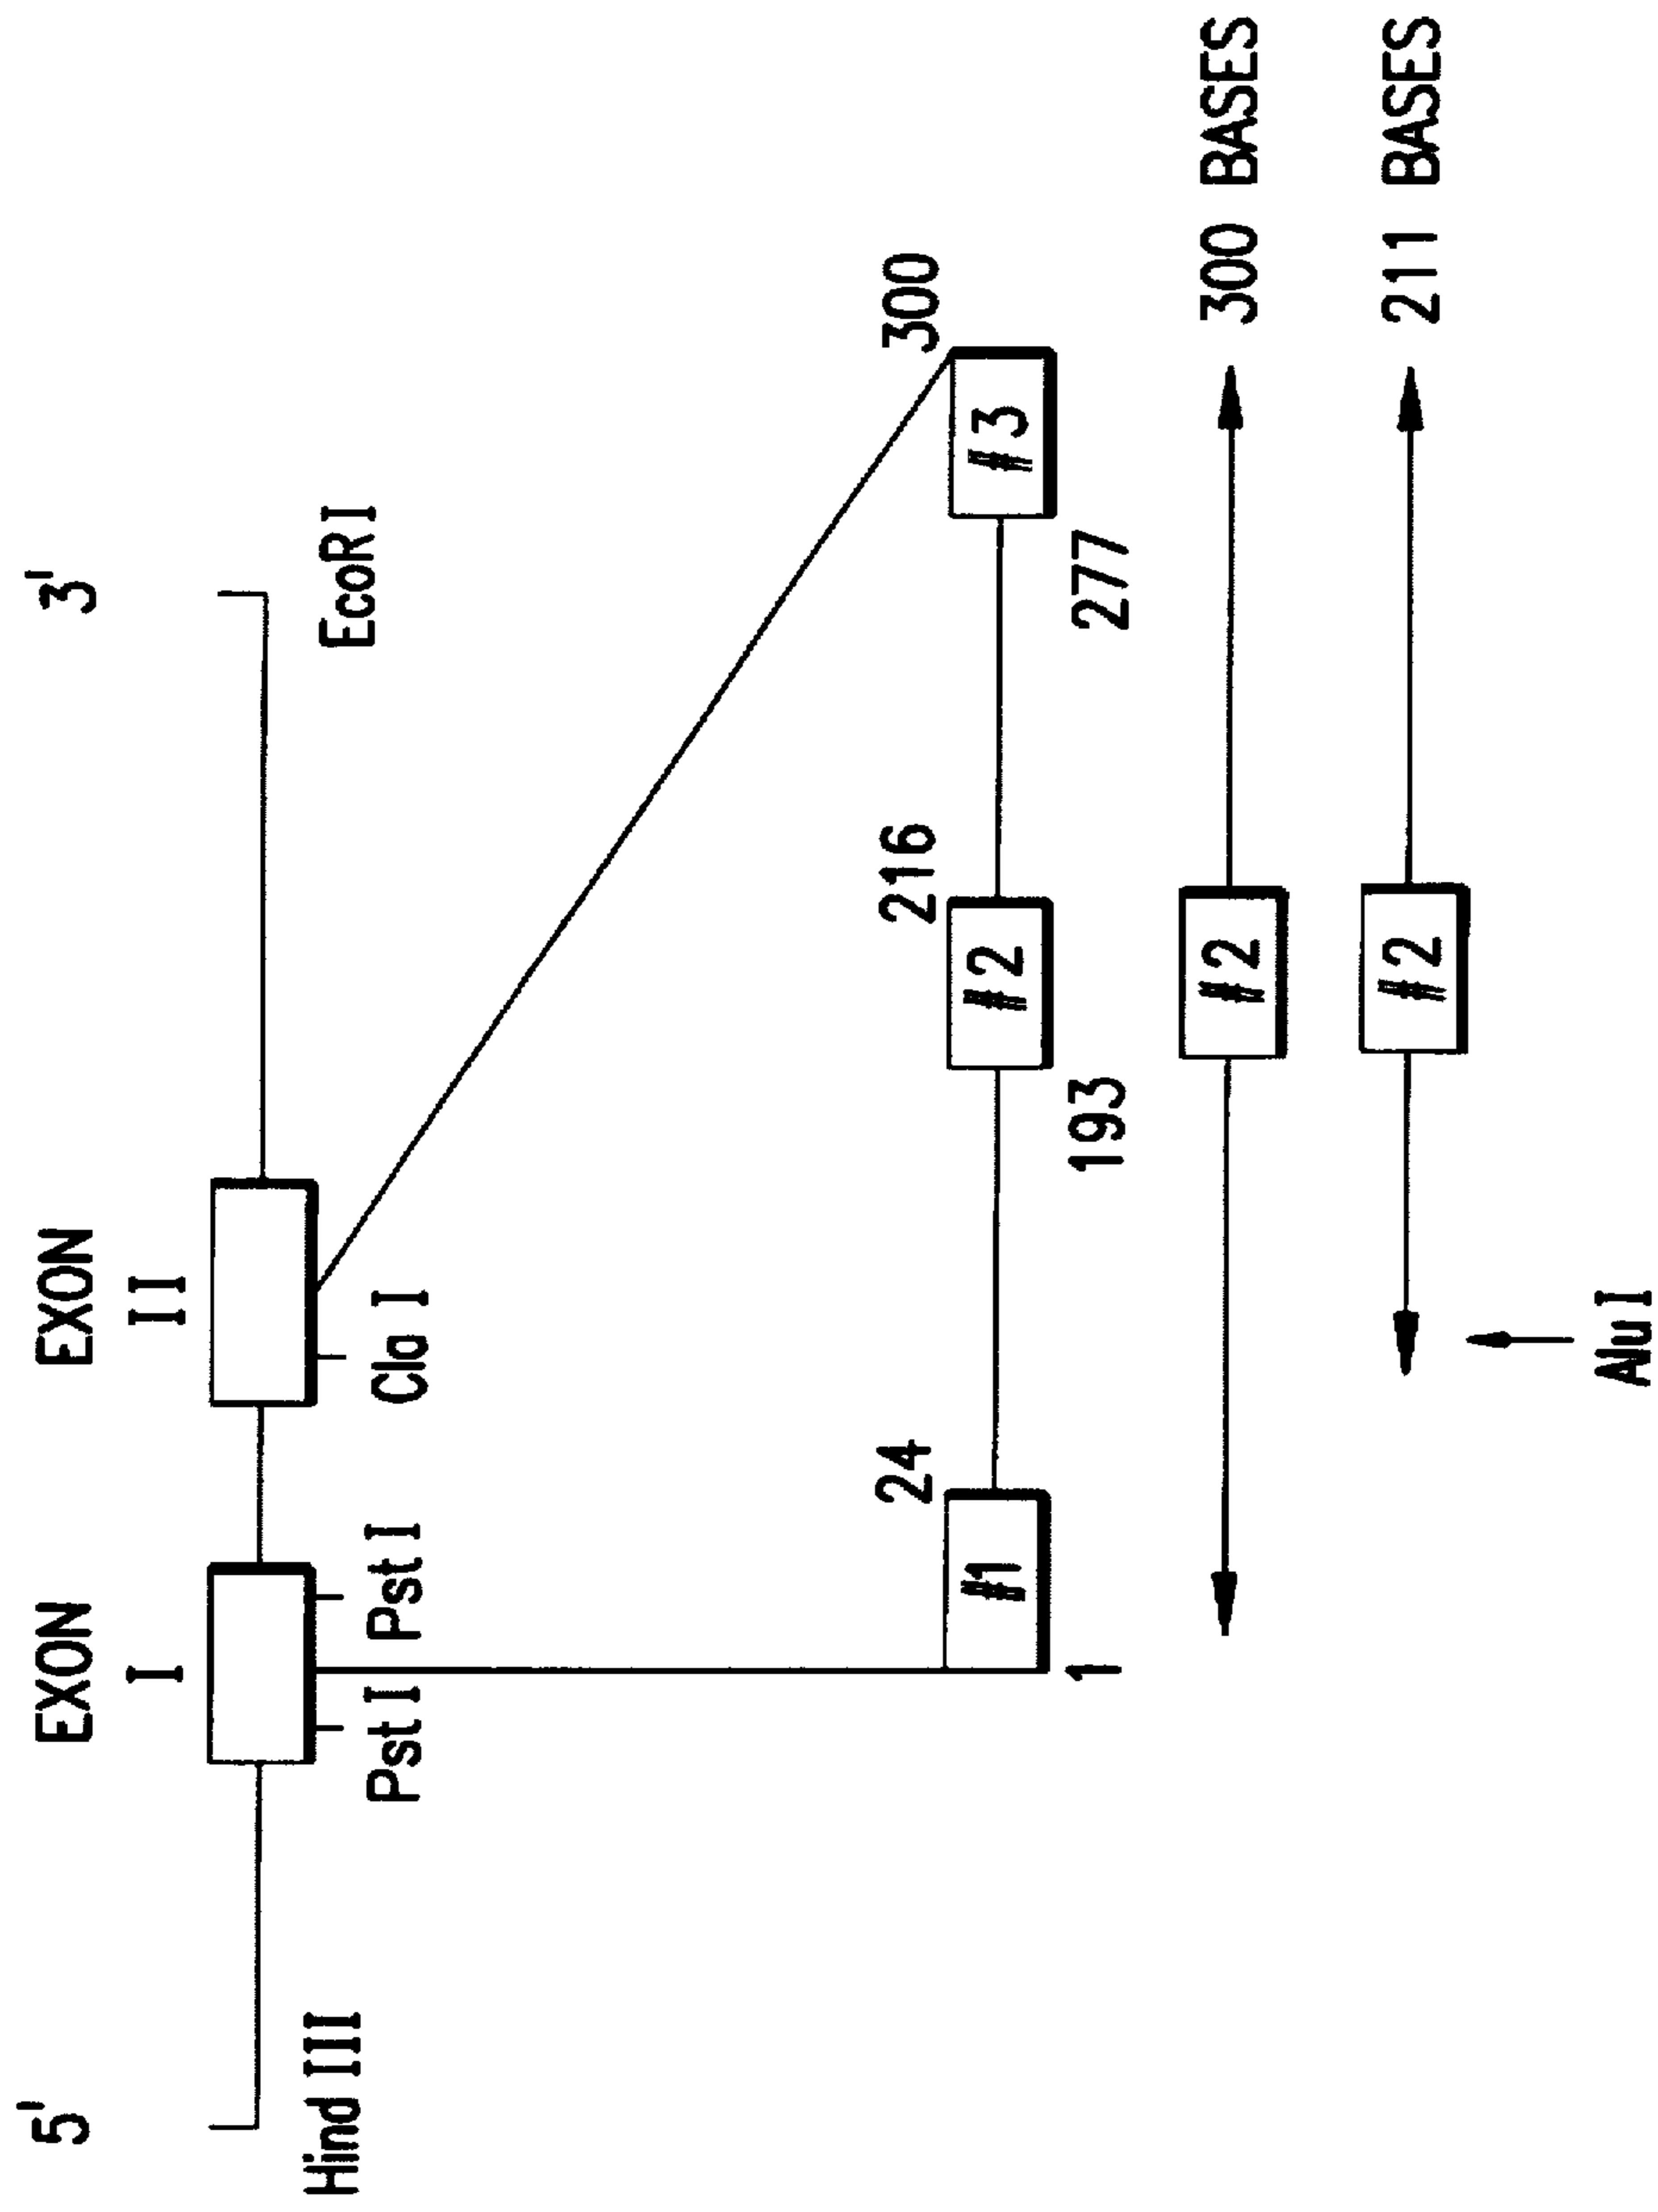 5' 3'
EXON EXON
I II
Hind III Pst I Pst I Cla I EcoR I
24 216 300
#1 #2 #3
1 193 277
#2 300 BASES
#2 211 BASES
Alu I